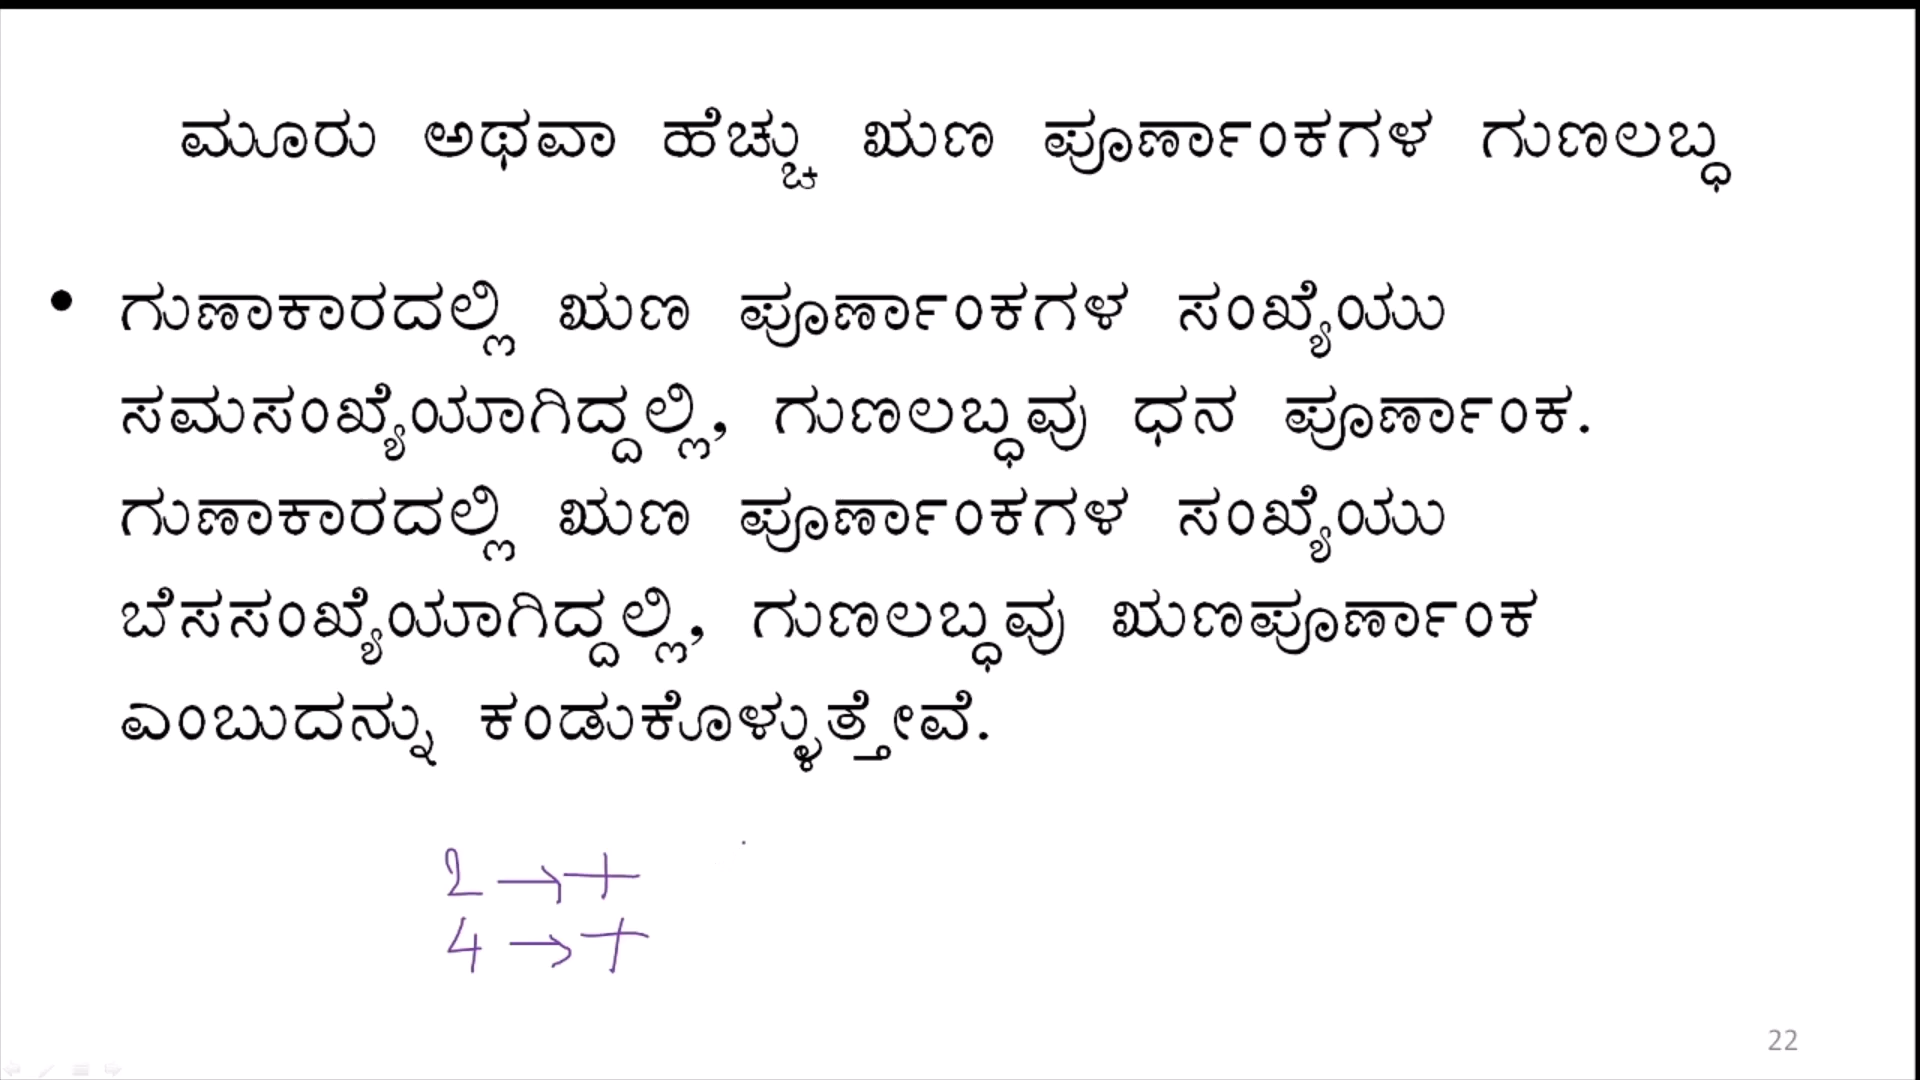 ಮೂರು ಅಥವಾ ಹೆಚ್ಚು ಋಣ ಪೂರ್ಣಾಂಕಗಳ ಗುಣಲಬ್ಧ
• ಗುಣಾಕಾರದಲ್ಲಿ ಋಣ ಪೂರ್ಣಾಂಕಗಳ ಸಂಖ್ಯೆಯು
ಸಮಸಂಖ್ಯೆಯಾಗಿದ್ದಲ್ಲಿ, ಗುಣಲಬ್ಧವು ಧನ ಪೂರ್ಣಾಂಕ.
ಗುಣಾಕಾರದಲ್ಲಿ ಋಣ ಪೂರ್ಣಾಂಕಗಳ ಸಂಖ್ಯೆಯು
ಬೆಸಸಂಖ್ಯೆಯಾಗಿದ್ದಲ್ಲಿ, ಗುಣಲಬ್ಧವು ಋಣಪೂರ್ಣಾಂಕ
ಎಂಬುದನ್ನು ಕಂಡುಕೊಳ್ಳುತ್ತೇವೆ.
2 → +
4 → +
22